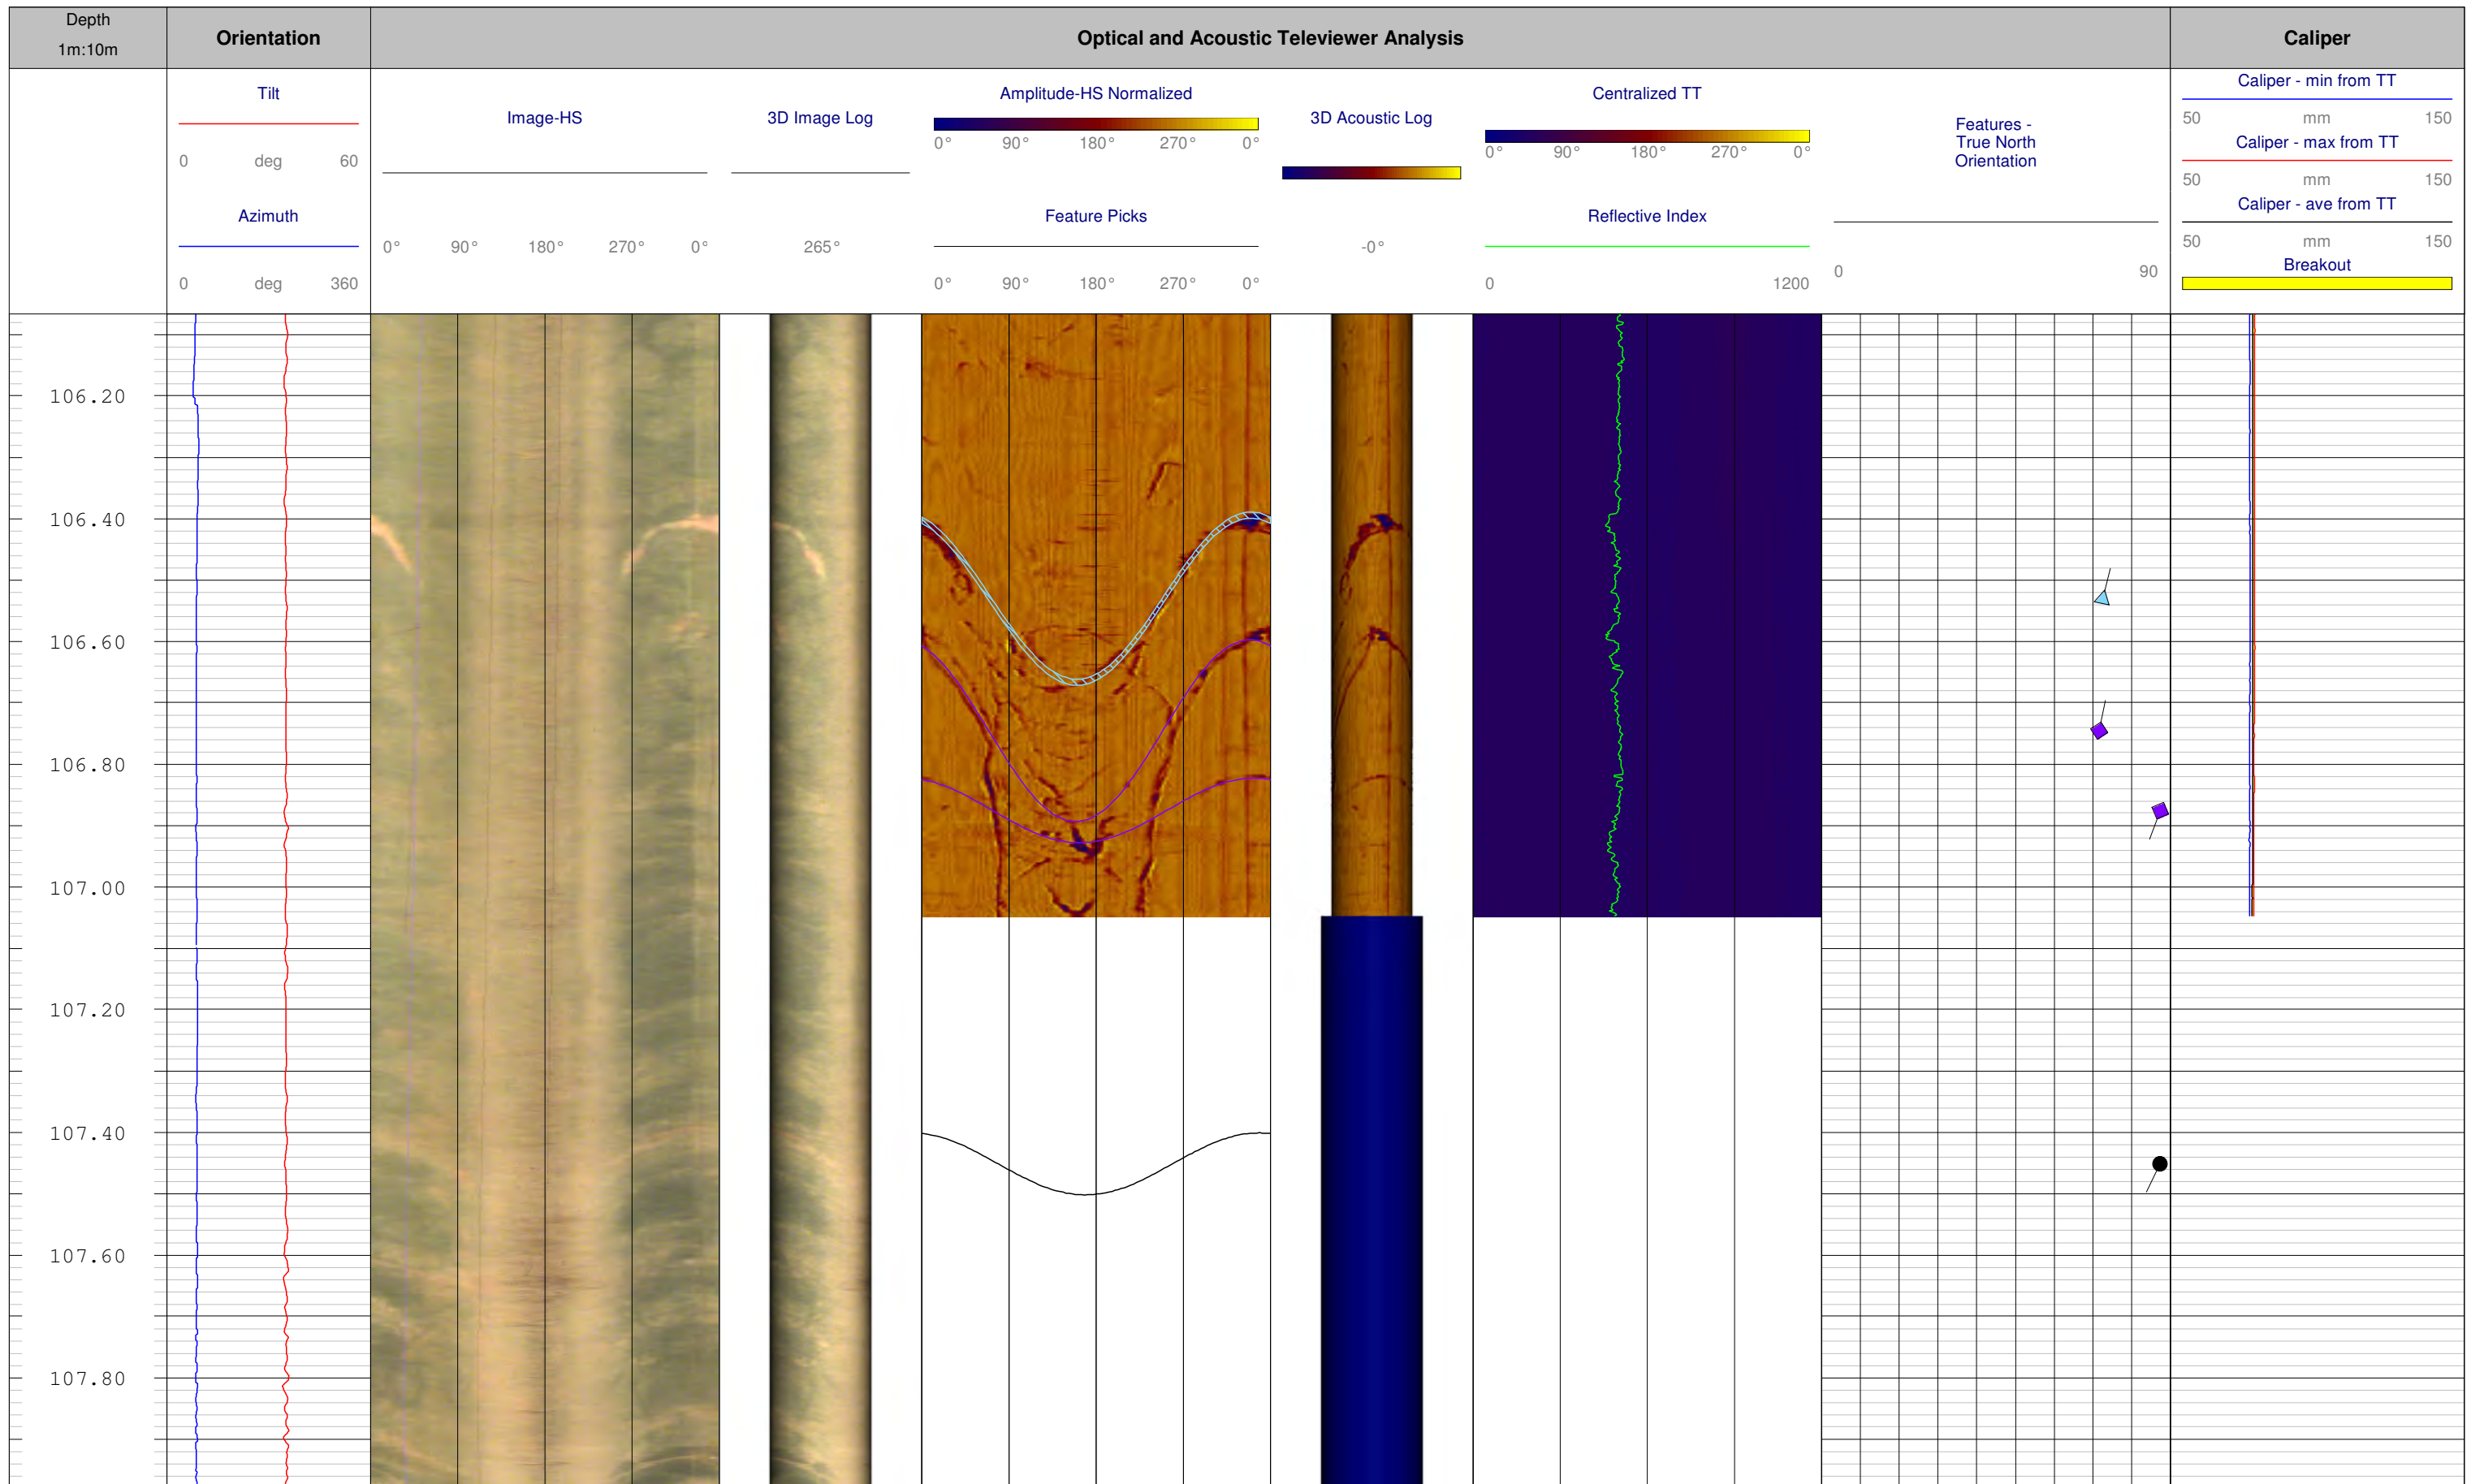 Depth
1m:10m
Orientation
Optical and Acoustic Televiewer Analysis
Caliper
Tilt
0 deg 60
Azimuth
0 deg 360
Image-HS
0° 90° 180° 270° 0°
3D Image Log
265°
Amplitude-HS Normalized
0° 90° 180° 270° 0°
Feature Picks
0° 90° 180° 270° 0°
3D Acoustic Log
-0°
Centralized TT
0° 90° 180° 270° 0°
Reflective Index
0 1200
Features -
True North
Orientation
0 90
Caliper - min from TT
50 mm 150
Caliper - max from TT
50 mm 150
Caliper - ave from TT
50 mm 150
Breakout
106.20
106.40
106.60
106.80
107.00
107.20
107.40
107.60
107.80